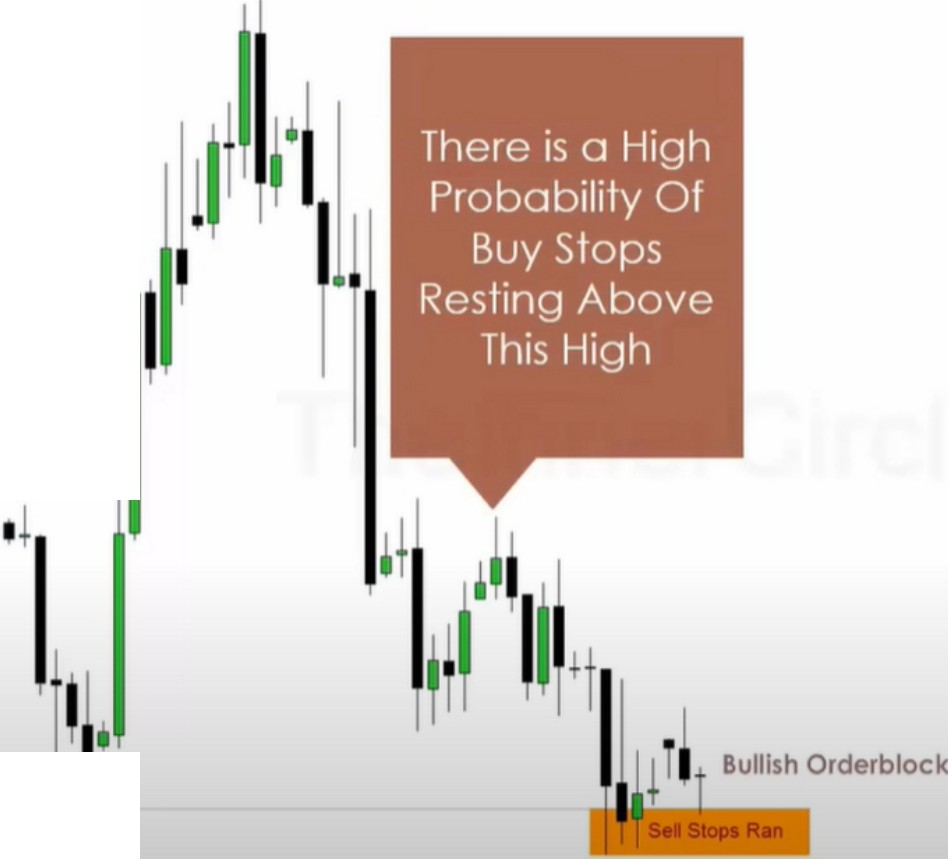 There is a High
Probability Of
Buy Stops
Resting Above
This High
Bullish Orderblock
Sell Stops Ran